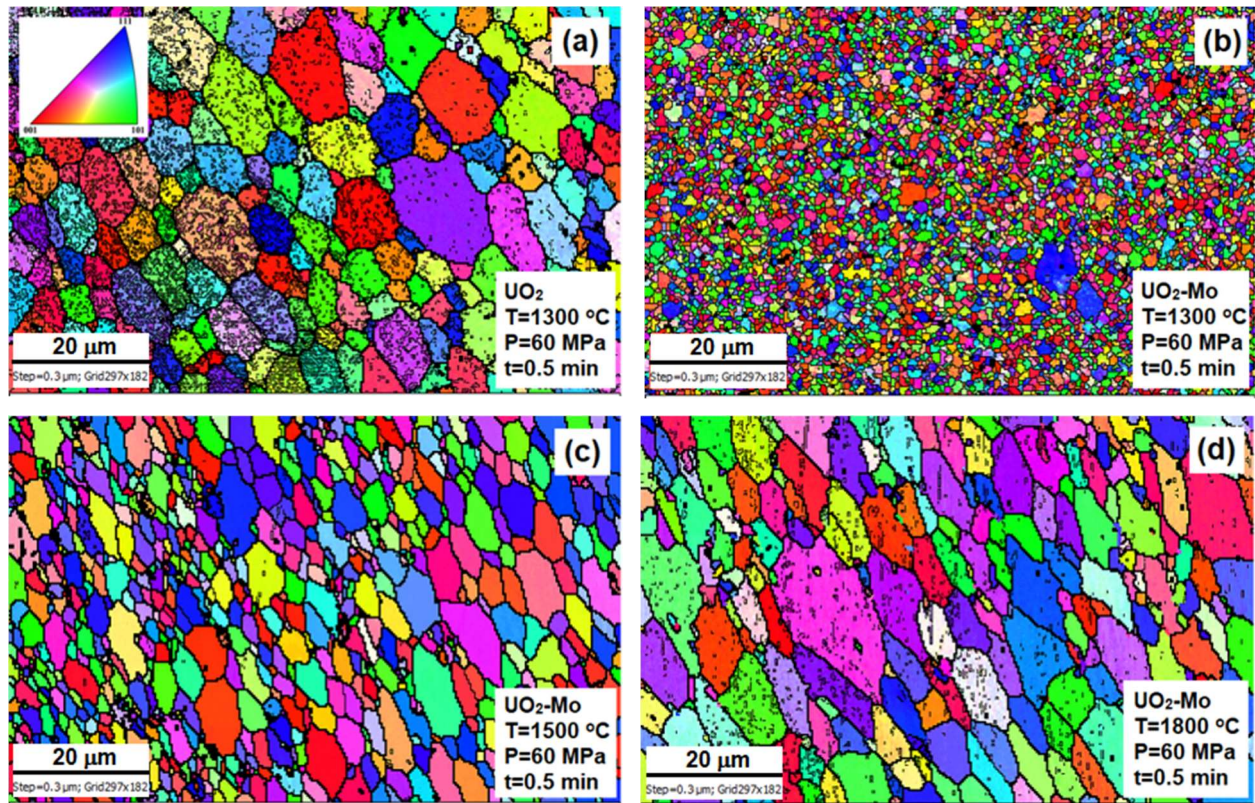 111
001
101
(a)
UO₂
T=1300 °C
P=60 MPa
t=0.5 min
20 μm
Step=0.3 μm; Grid297x182
(b)
UO₂-Mo
T=1300 °C
P=60 MPa
t=0.5 min
20 μm
Step=0.3 μm; Grid297x182
(c)
UO₂-Mo
T=1500 °C
P=60 MPa
t=0.5 min
20 μm
Step=0.3 μm; Grid297x182
(d)
UO₂-Mo
T=1800 °C
P=60 MPa
t=0.5 min
20 μm
Step=0.3 μm; Grid297x182